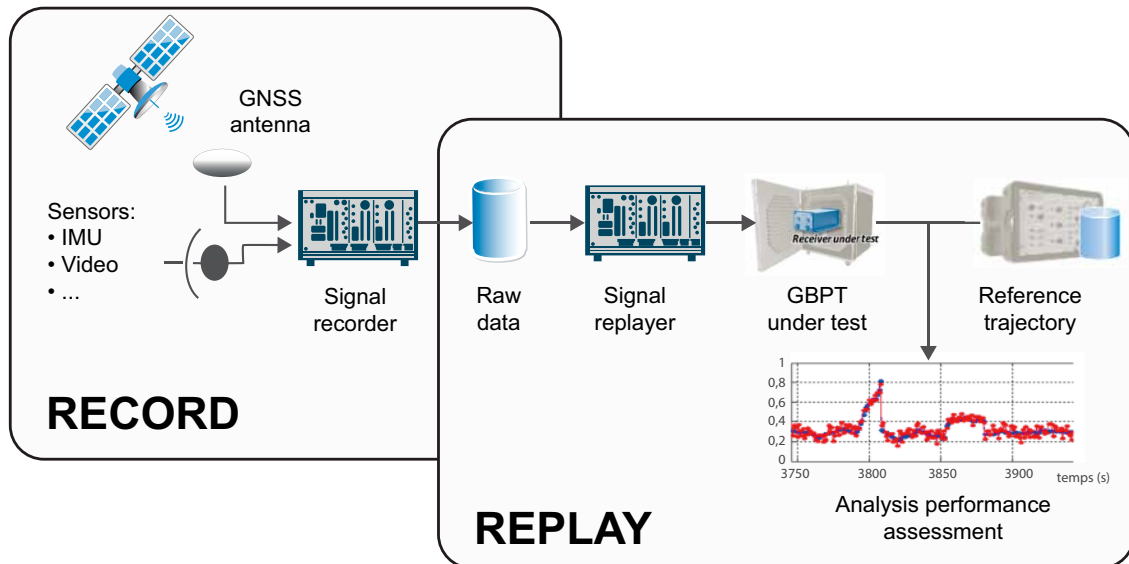 GNSS
antenna
Sensors:
• IMU
• Video
• ...
Signal
recorder
RECORD
Raw
data
Signal
replayer
Receiver under test
GBPT
under test
Reference
trajectory
1
0,8
0,6
0,4
0,2
0
3750
3800
3850
3900
temps (s)
Analysis performance
assessment
REPLAY